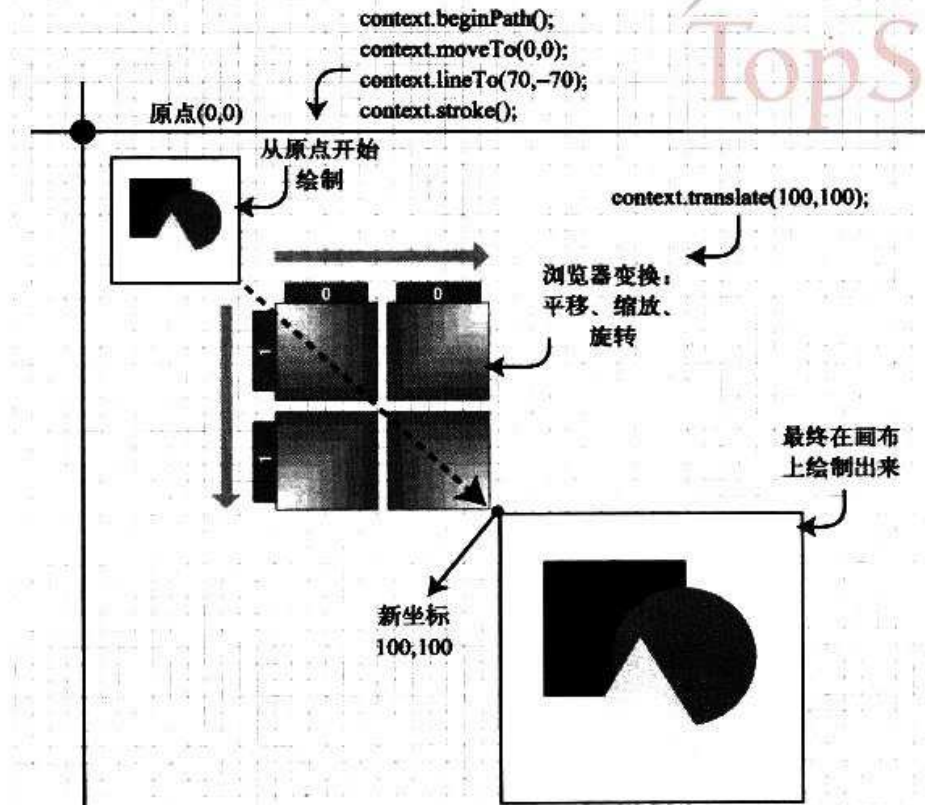 context.beginPath();
context.moveTo(0,0);
context.lineTo(70,–70);
context.stroke();
TopS
原点(0,0)
从原点开始
绘制
context.translate(100,100);
浏览器变换：
平移、缩放、
旋转
0
0
1
1
最终在画布
上绘制出来
新坐标
100,100